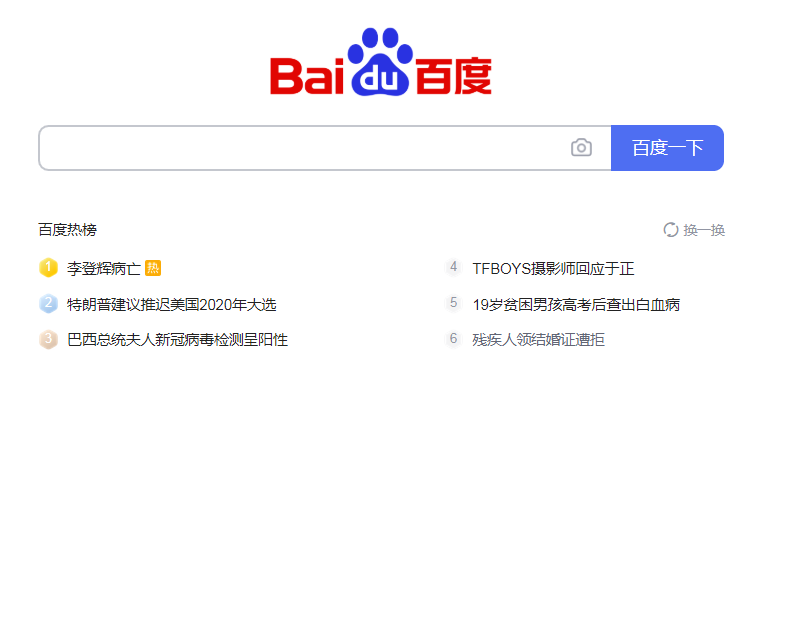 Bai du 百度
百度一下
百度热榜
换一换
1 李登辉病亡 热
2 特朗普建议推迟美国2020年大选
3 巴西总统夫人新冠病毒检测呈阳性
4 TFBOYS摄影师回应于正
5 19岁贫困男孩高考后查出白血病
6 残疾人领结婚证遭拒